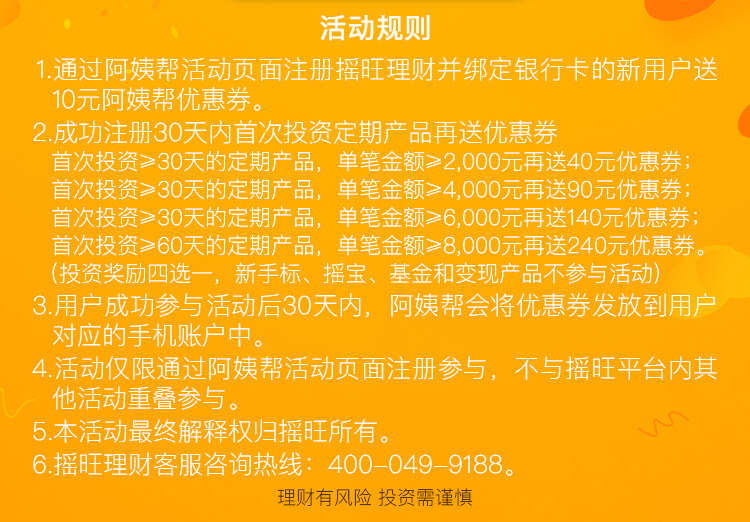 活动规则
1.通过阿姨帮活动页面注册摇旺理财并绑定银行卡的新用户送
10元阿姨帮优惠券。
2.成功注册30天内首次投资定期产品再送优惠券
首次投资≥30天的定期产品，单笔金额≥2,000元再送40元优惠券；
首次投资≥30天的定期产品，单笔金额≥4,000元再送90元优惠券；
首次投资≥30天的定期产品，单笔金额≥6,000元再送140元优惠券；
首次投资≥60天的定期产品，单笔金额≥8,000元再送240元优惠券。
(投资奖励四选一，新手标、摇宝、基金和变现产品不参与活动)
3.用户成功参与活动后30天内，阿姨帮会将优惠券发放到用户
对应的手机账户中。
4.活动仅限通过阿姨帮活动页面注册参与，不与摇旺平台内其
他活动重叠参与。
5.本活动最终解释权归摇旺所有。
6.摇旺理财客服咨询热线：400-049-9188。
理财有风险 投资需谨慎